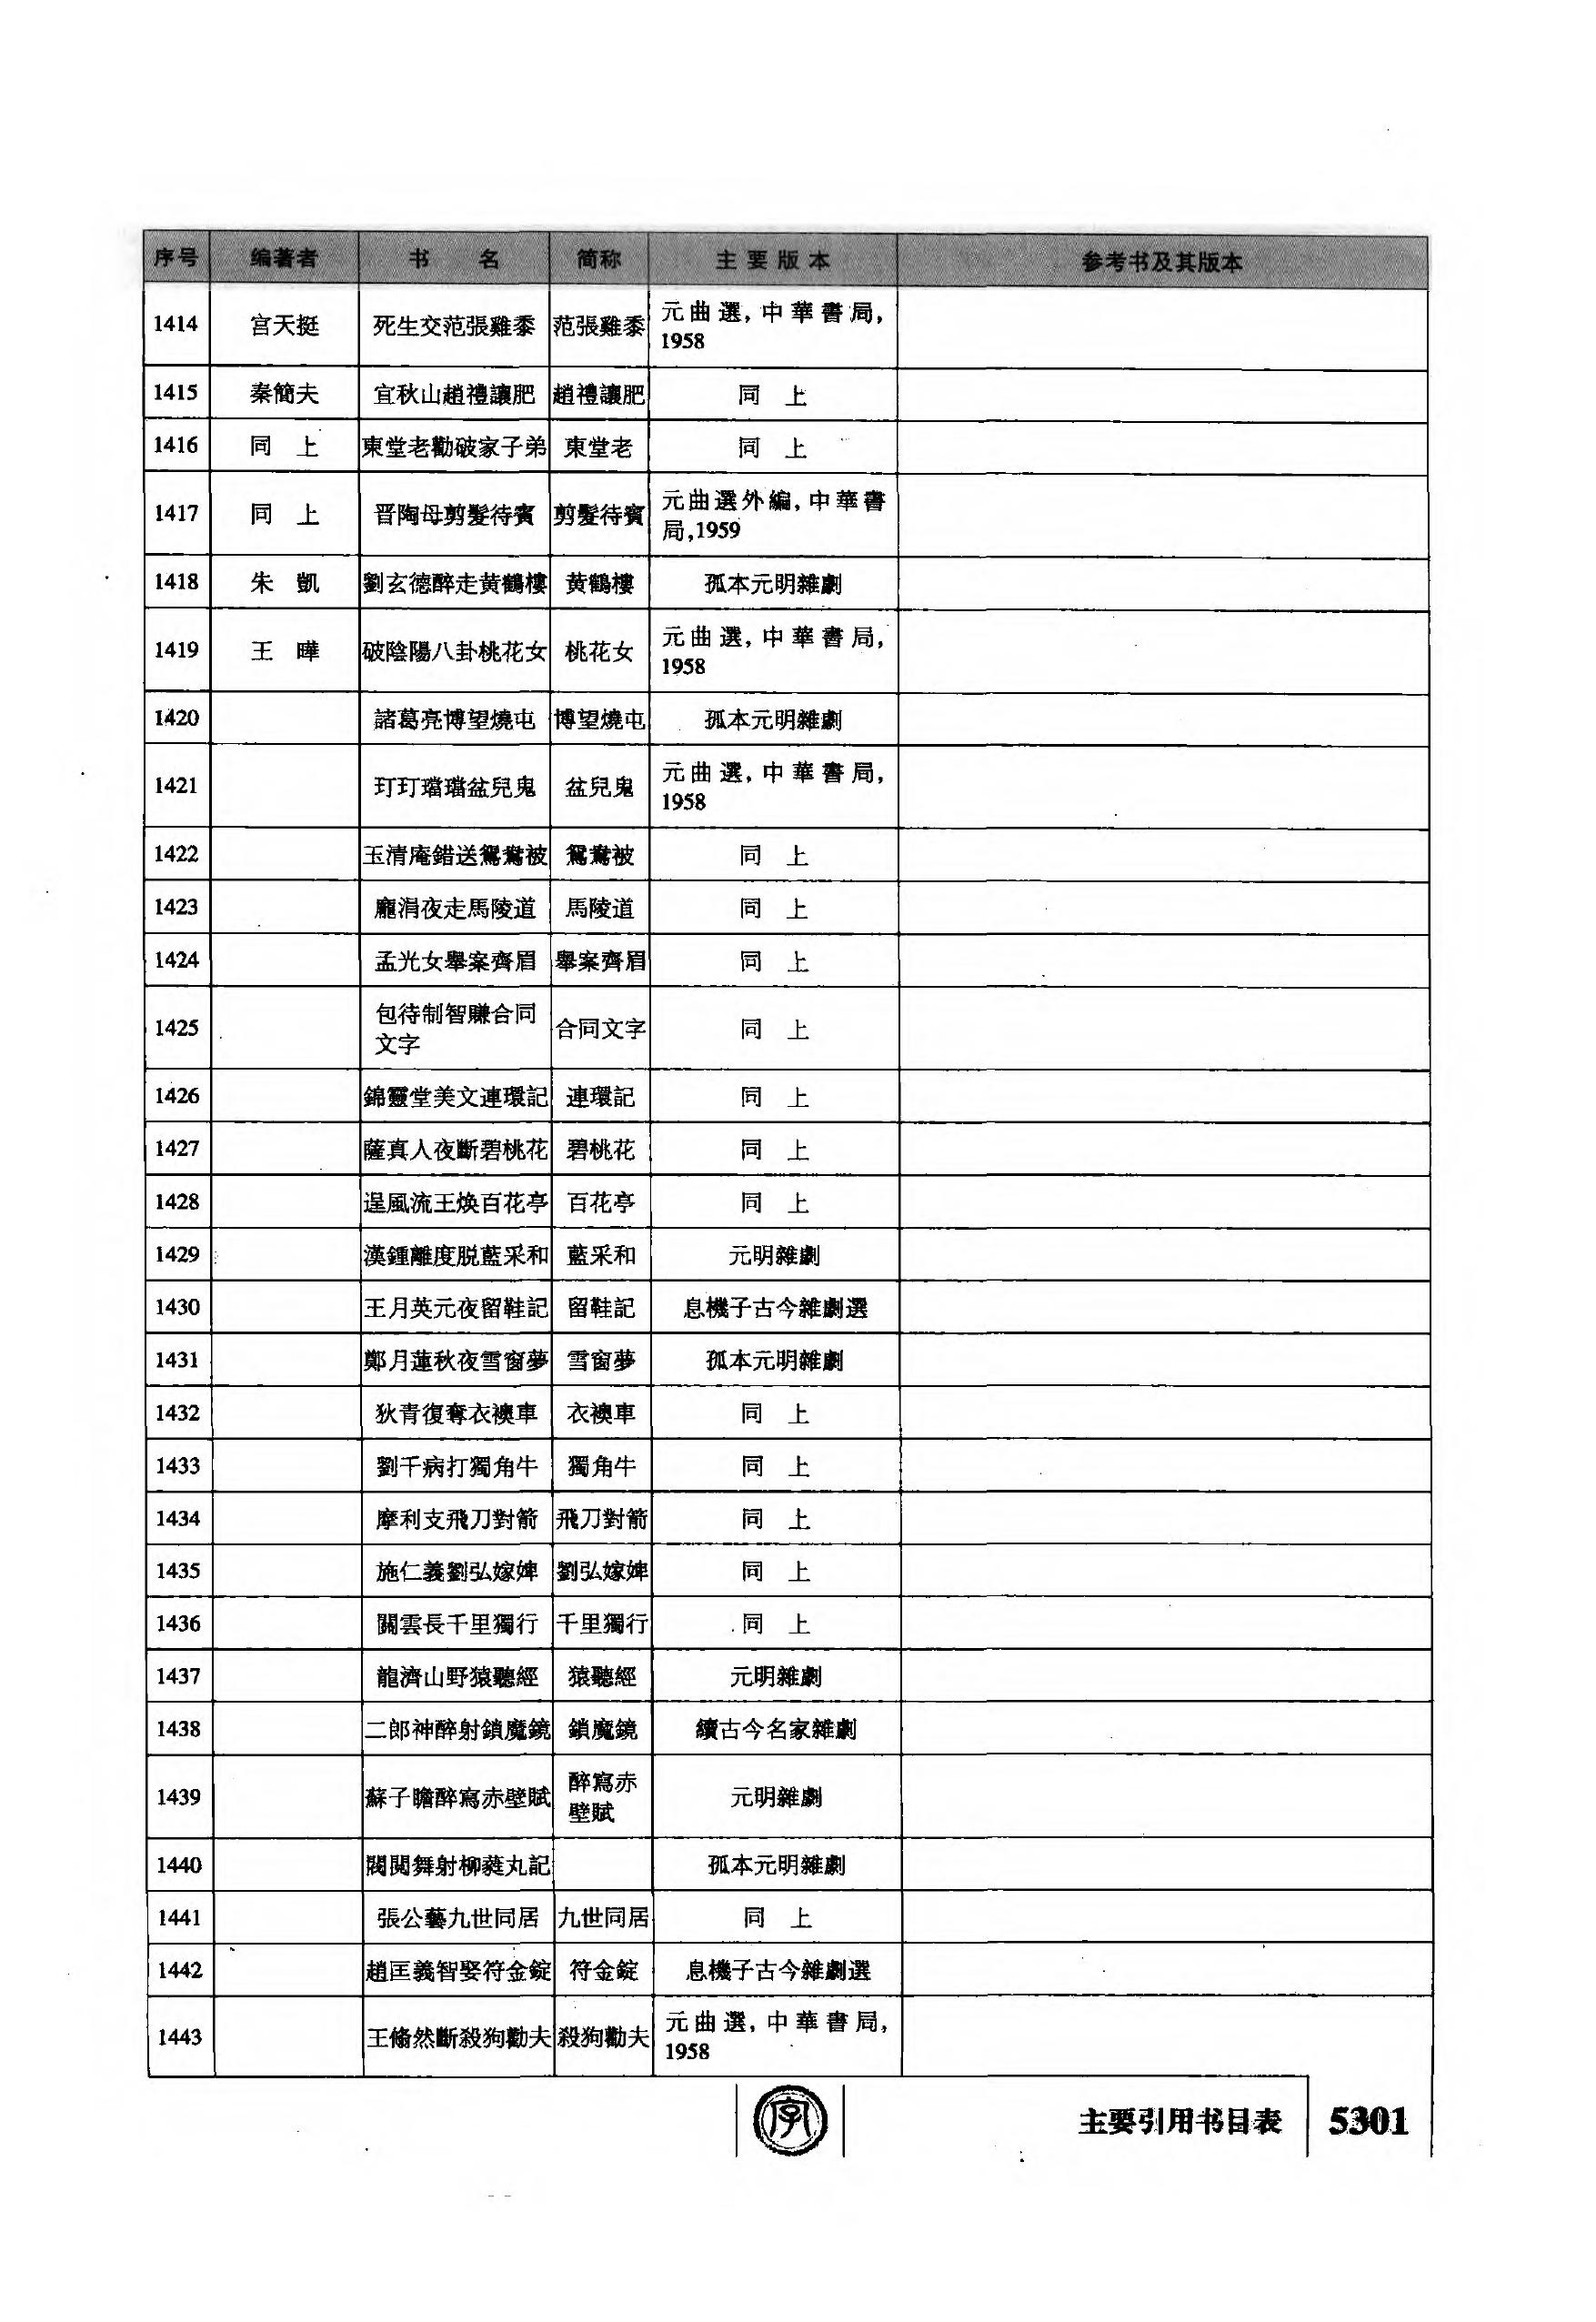 序号 编著者 书 名 简称 主要版本 参考书及其版本
1414 宫天挺 死生交范張雞黍 范張雞黍 元曲選, 中華書局,
1958
1415 秦簡夫 宜秋山趙禮讓肥 趙禮讓肥 同 上
1416 同 上 東堂老勸破家子弟 東堂老 同 上
1417 同 上 晋陶母剪髮待賓 剪髮待賓 元曲選外編, 中華書
局,1959
1418 朱 凱 劉玄德醉走黄鶴樓 黄鶴樓 孤本元明雜劇
1419 王 曄 破陰陽八卦桃花女 桃花女 元曲選, 中華書局,
1958
1420 諸葛亮博望燒屯 博望燒屯 孤本元明雜劇
1421 玎玎璫璫盆兒鬼 盆兒鬼 元曲選, 中華書局,
1958
1422 玉清庵錯送鴛鴦被 鴛鴦被 同 上
1423 龐涓夜走馬陵道 馬陵道 同 上
1424 孟光女舉案齊眉 舉案齊眉 同 上
1425 包待制智賺合同
文字 合同文字 同 上
1426 錦靈堂美文連環記 連環記 同 上
1427 薩真人夜斷碧桃花 碧桃花 同 上
1428 逞風流王焕百花亭 百花亭 同 上
1429 漢鍾離度脱藍采和 藍采和 元明雜劇
1430 王月英元夜留鞋記 留鞋記 息機子古今雜劇選
1431 鄭月蓮秋夜雪窗夢 雪窗夢 孤本元明雜劇
1432 狄青復奪衣襖車 衣襖車 同 上
1433 劉千病打獨角牛 獨角牛 同 上
1434 摩利支飛刀對箭 飛刀對箭 同 上
1435 施仁義劉弘嫁婢 劉弘嫁婢 同 上
1436 關雲長千里獨行 千里獨行 同 上
1437 龍濟山野猿聽經 猿聽經 元明雜劇
1438 二郎神醉射鎖魔鏡 鎖魔鏡 續古今名家雜劇
1439 蘇子瞻醉寫赤壁賦 醉寫赤
壁賦 元明雜劇
1440 閥閲舞射柳蕤丸記 孤本元明雜劇
1441 張公藝九世同居 九世同居 同 上
1442 趙匡義智娶符金錠 符金錠 息機子古今雜劇選
1443 王翛然斷殺狗勸夫 殺狗勸夫 元曲選, 中華書局,
1958
字 主要引用书目表 5301